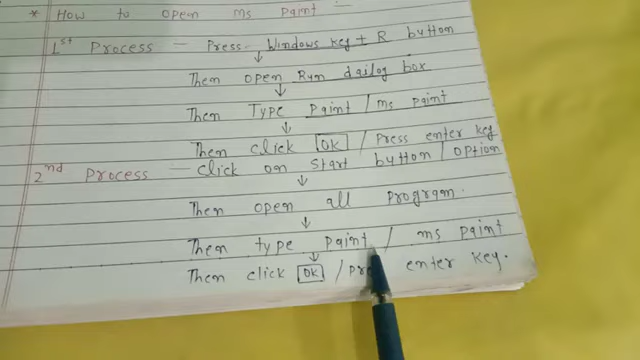 * How to open ms paint :-
1st Process — Press Windows key + R button
↓
Then open Run dailog box
↓
Then Type Paint / ms paint
↓
Then click OK / Press enter key
2nd Process — click on start button / option
↓
Then open all Program.
↓
Then type paint / ms paint
↓
Then click OK / enter key.